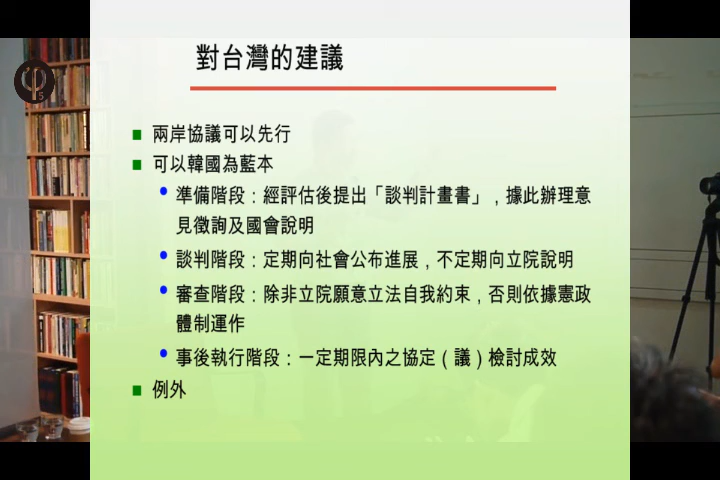 對台灣的建議
兩岸協議可以先行
可以韓國為藍本
準備階段：經評估後提出「談判計畫書」，據此辦理意
見徵詢及國會說明
談判階段：定期向社會公布進展，不定期向立院說明
審查階段：除非立院願意立法自我約束，否則依據憲政
體制運作
事後執行階段：一定期限內之協定（議）檢討成效
例外